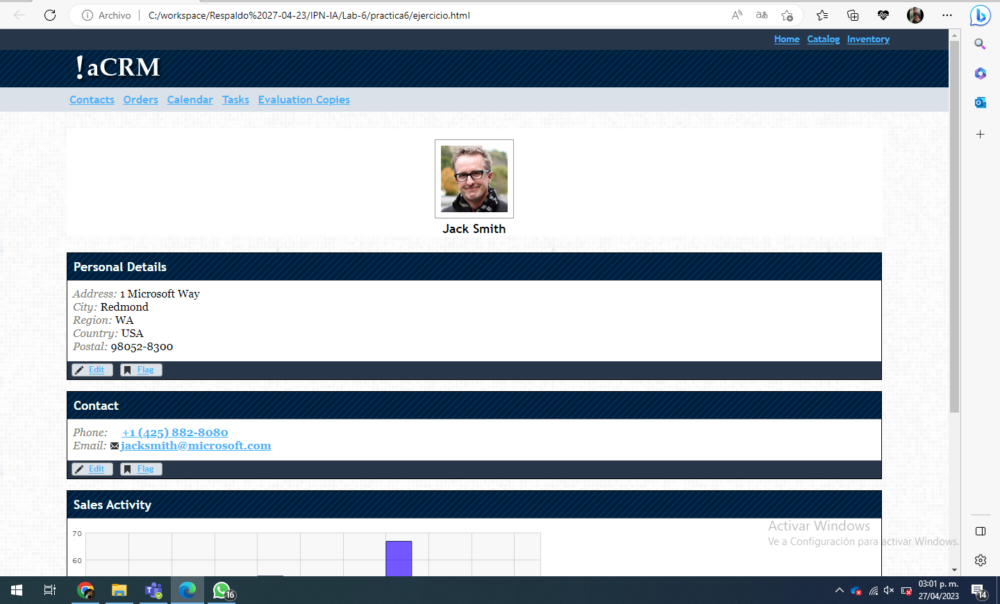 Archivo
C:/workspace/Respaldo%2027-04-23/IPN-IA/Lab-6/practica6/ejercicio.html
Home Catalog Inventory
!aCRM
Contacts Orders Calendar Tasks Evaluation Copies
Jack Smith
Personal Details
Address: 1 Microsoft Way
City: Redmond
Region: WA
Country: USA
Postal: 98052-8300
Edit Flag
Contact
Phone: +1 (425) 882-8080
Email: jacksmith@microsoft.com
Edit Flag
Sales Activity
70
60
Activar Windows
Ve a Configuración para activar Windows.
16
03:01 p. m.
27/04/2023
14